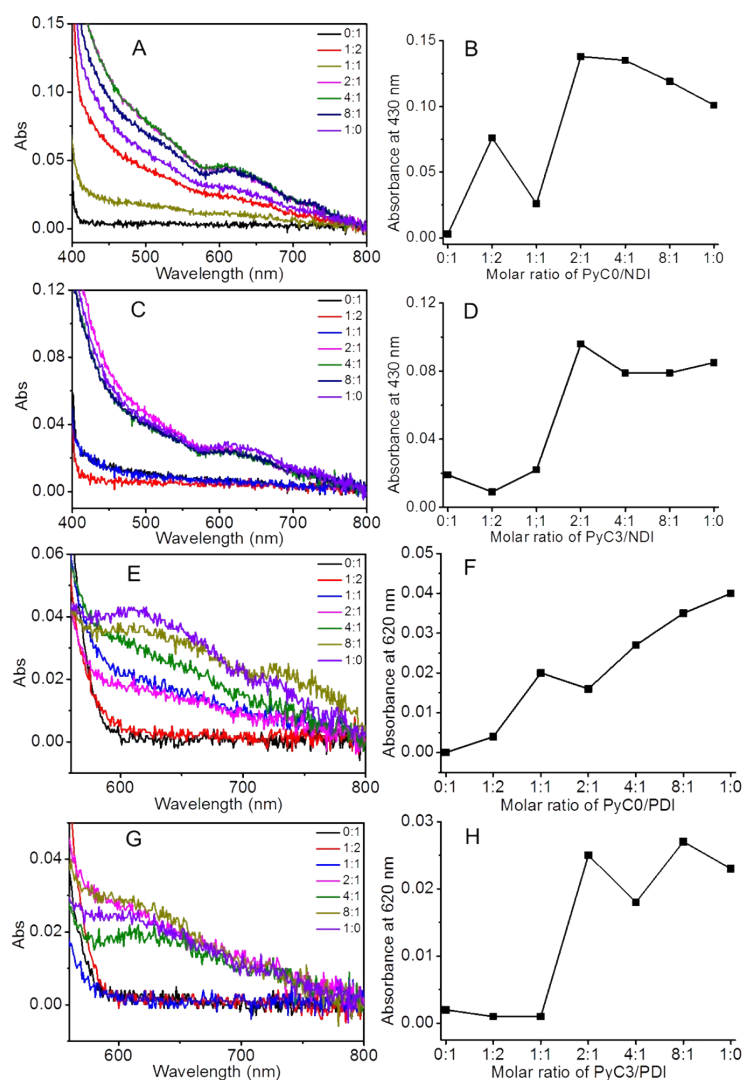 A
0.15
0.10
0.05
0.00
Abs
0:1
1:2
1:1
2:1
4:1
8:1
1:0
400 500 600 700 800
Wavelength (nm)
B
0.15
0.10
0.05
0.00
Absorbance at 430 nm
0:1 1:2 1:1 2:1 4:1 8:1 1:0
Molar ratio of PyC0/NDI
C
0.12
0.08
0.04
0.00
Abs
0:1
1:2
1:1
2:1
4:1
8:1
1:0
400 500 600 700 800
Wavelength (nm)
D
0.12
0.08
0.04
0.00
Absorbance at 430 nm
0:1 1:2 1;1 2:1 4:1 8:1 1:0
Molar ratio of PyC3/NDI
E
0.06
0.04
0.02
0.00
Abs
0:1
1:2
1:1
2:1
4:1
8:1
1:0
600 700 800
Wavelength (nm)
F
0.05
0.04
0.03
0.02
0.01
0.00
Absorbance at 620 nm
0:1 1:2 1:1 2:1 4:1 8:1 1:0
Molar ratio of PyC0/PDI
G
0.04
0.02
0.00
Abs
0:1
1:2
1:1
2:1
4:1
8:1
1:0
600 700 800
Wavelength (nm)
H
0.03
0.02
0.01
0.00
Absorbance at 620 nm
0:1 1:2 1:1 2:1 4:1 8:1 1:0
Molar ratio of PyC3/PDI